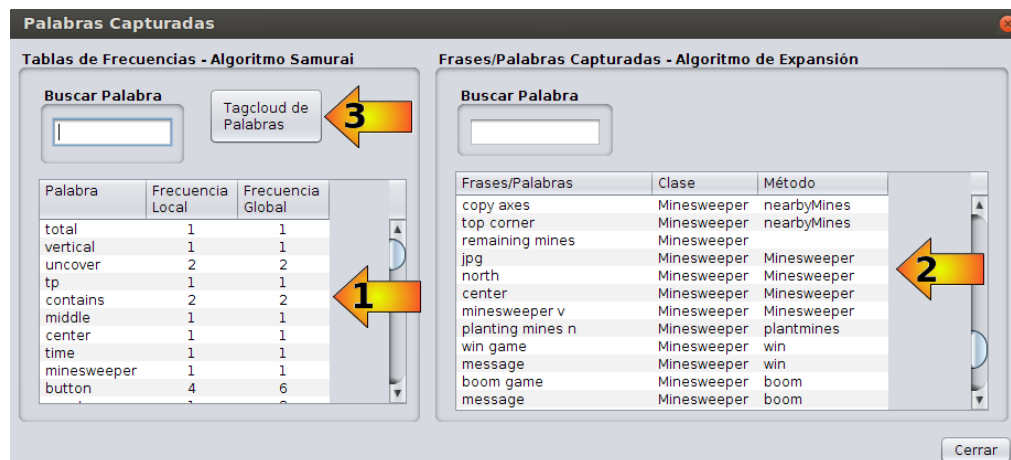 Palabras Capturadas
Tablas de Frecuencias - Algoritmo Samurai
Buscar Palabra
Tagcloud de
Palabras
3
Palabra Frecuencia Frecuencia
Local Global
total 1 1
vertical 1 1
uncover 2 2
tp 1 1
contains 2 2
middle 1 1
center 1 1
time 1 1
minesweeper 1 1
button 4 6
1
Frases/Palabras Capturadas - Algoritmo de Expansión
Buscar Palabra
Frases/Palabras Clase Método
copy axes Minesweeper nearbyMines
top corner Minesweeper nearbyMines
remaining mines Minesweeper
jpg Minesweeper Minesweeper
north Minesweeper Minesweeper
center Minesweeper Minesweeper
minesweeper v Minesweeper Minesweeper
planting mines n Minesweeper plantmines
win game Minesweeper win
message Minesweeper win
boom game Minesweeper boom
message Minesweeper boom
2
Cerrar